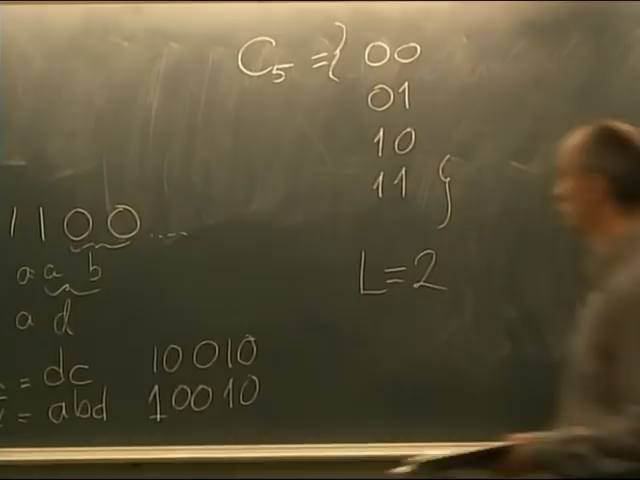 C5 = { 00
01
10
11 }
L=2
1100 ....
a a b
a d
= dc 10010
= abd 10010